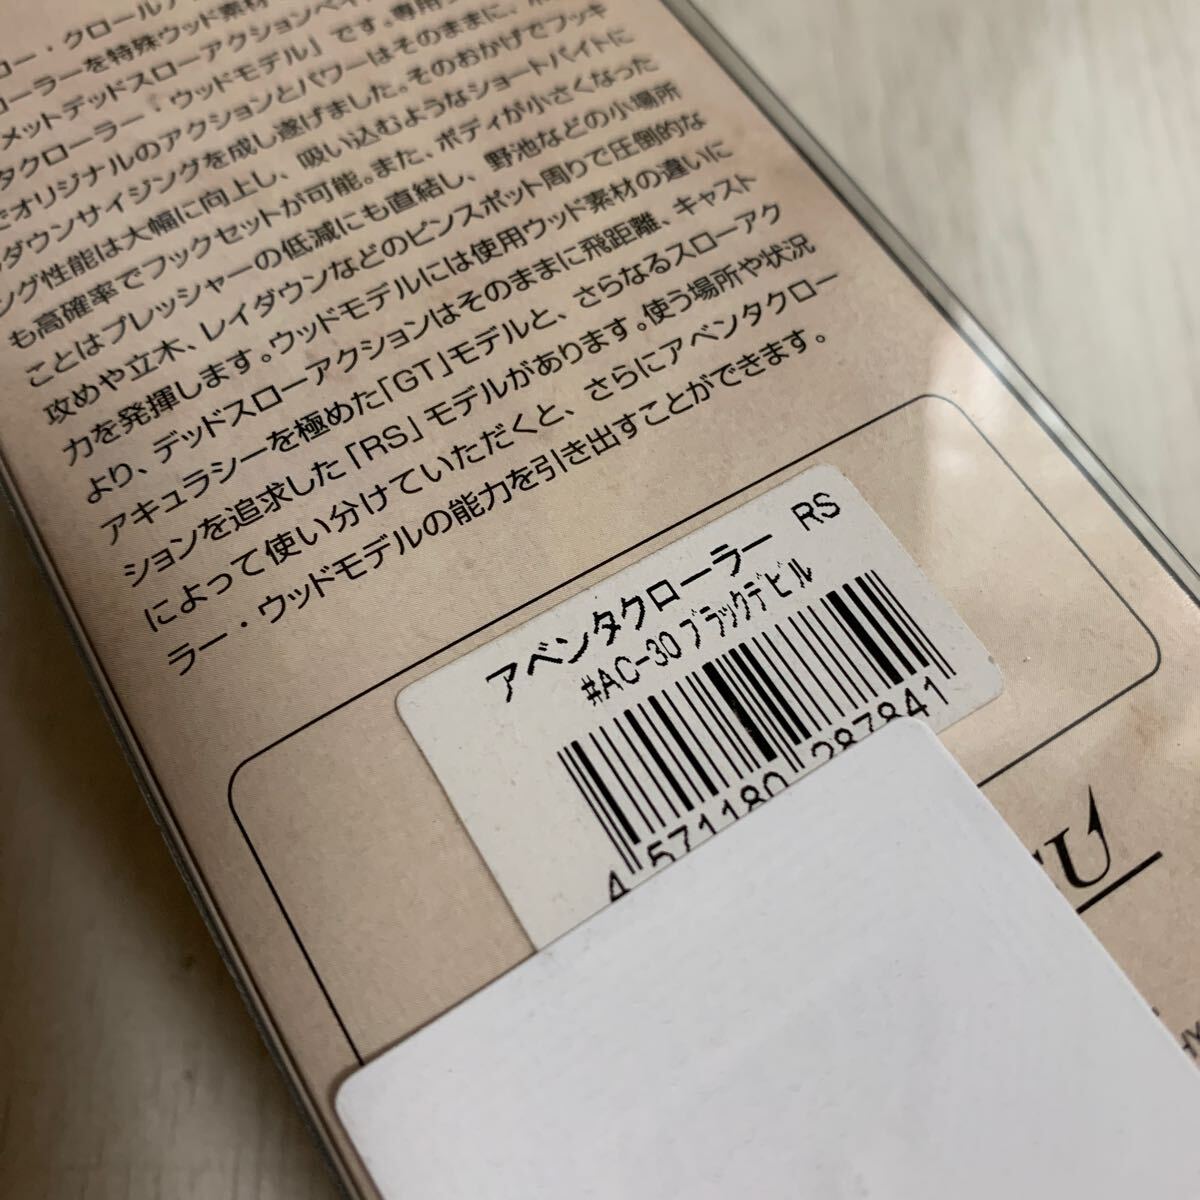 ー・クロールア
ローラーを特殊ウッド素材
メットデッドスローアクションベイ
タクローラー『ウッドモデル』です。専用
でオリジナルのアクションとパワーはそのままに、
ダウンサイジングを成し遂げました。そのおかげでフッキ
ング性能は大幅に向上し、吸い込むようなショートバイトに
も高確率でフックセットが可能。また、ボディが小さくなった
ことはプレッシャーの低減にも直結し、野池などの小場所
攻めや立木、レイダウンなどのピンスポット周りで圧倒的な
力を発揮します。ウッドモデルには使用ウッド素材の違いに
より、デッドスローアクションはそのままに飛距離、キャスト
アキュラシーを極めた「GT」モデルと、さらなるスローアク
ションを追求した「RS」モデルがあります。使う場所や状況
によって使い分けていただくと、さらにアベンタクロー
ラー・ウッドモデルの能力を引き出すことができます。
アベンタクローラー RS
#AC-30 ブラックデビル
4 571180 287841